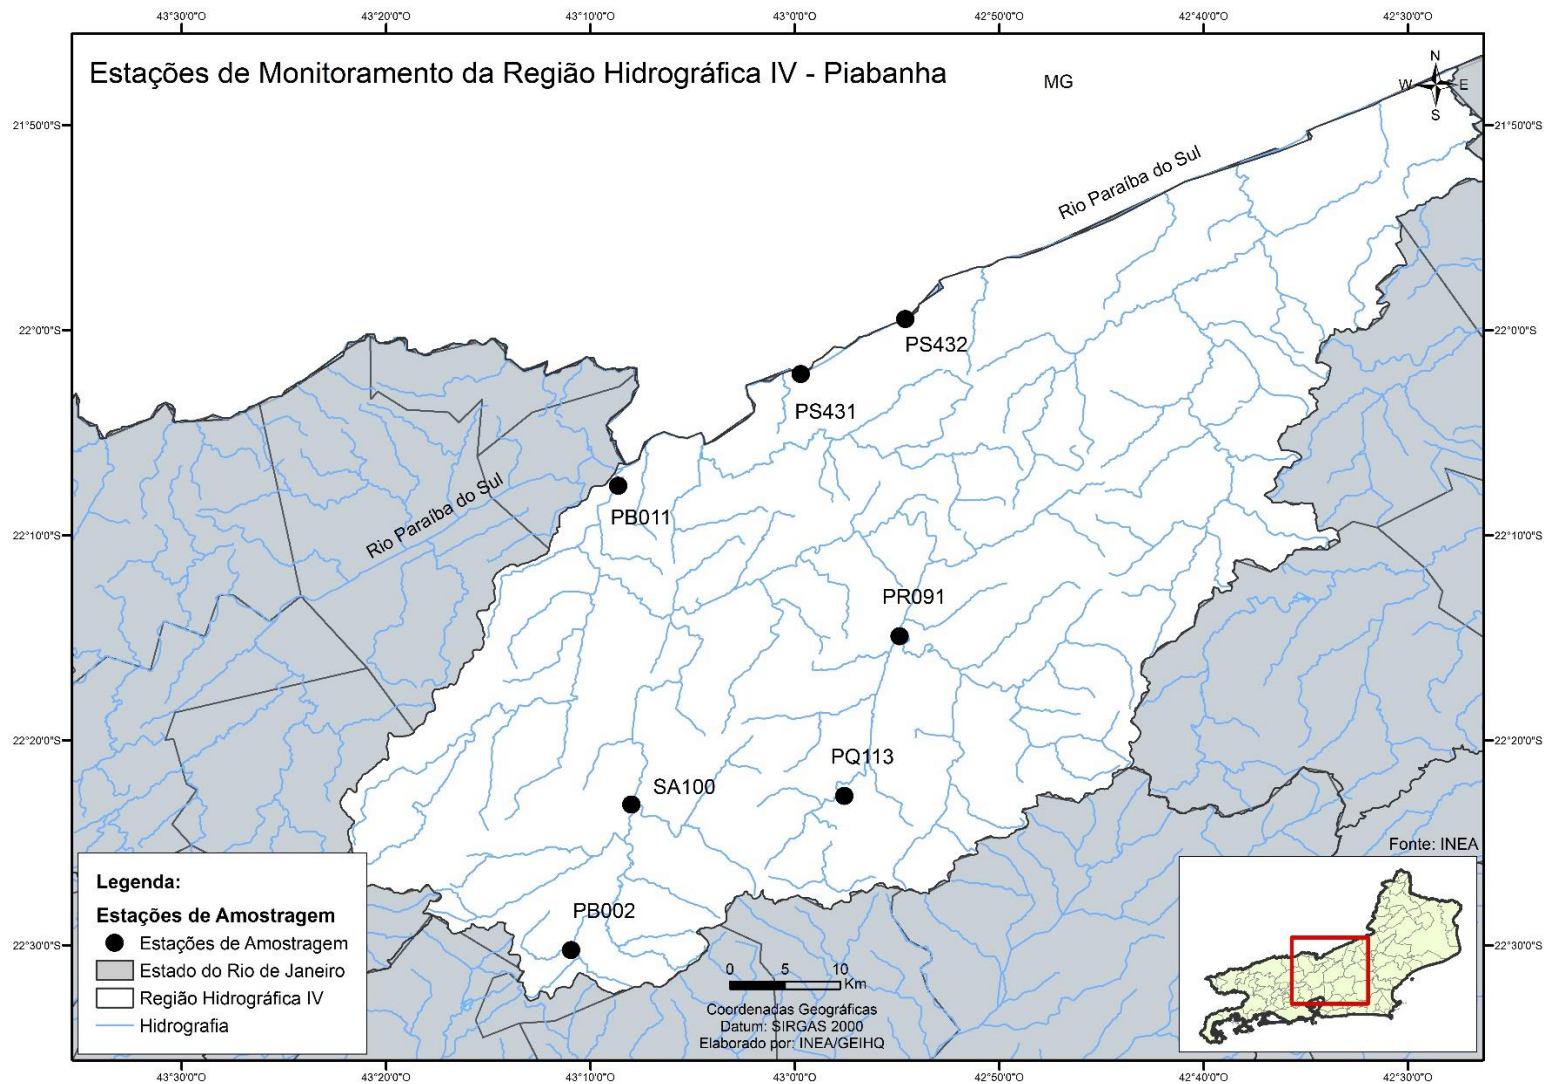 43°30'0"O 43°20'0"O 43°10'0"O 43°0'0"O 42°50'0"O 42°40'0"O 42°30'0"O
Estações de Monitoramento da Região Hidrográfica IV - Piabanha
MG
N
W E
S
21°50'0"S 21°50'0"S
Rio Paraíba do Sul
22°0'0"S 22°0'0"S
PS432
PS431
Rio Paraíba do Sul
PB011
22°10'0"S 22°10'0"S
PR091
22°20'0"S 22°20'0"S
PQ113
SA100
Fonte: INEA
Legenda:
Estações de Amostragem
Estações de Amostragem
Estado do Rio de Janeiro
Região Hidrográfica IV
Hidrografia
PB002
22°30'0"S 22°30'0"S
0 5 10
Km
Coordenadas Geográficas
Datum: SIRGAS 2000
Elaborado por: INEA/GEIHQ
43°30'0"O 43°20'0"O 43°10'0"O 43°0'0"O 42°50'0"O 42°40'0"O 42°30'0"O